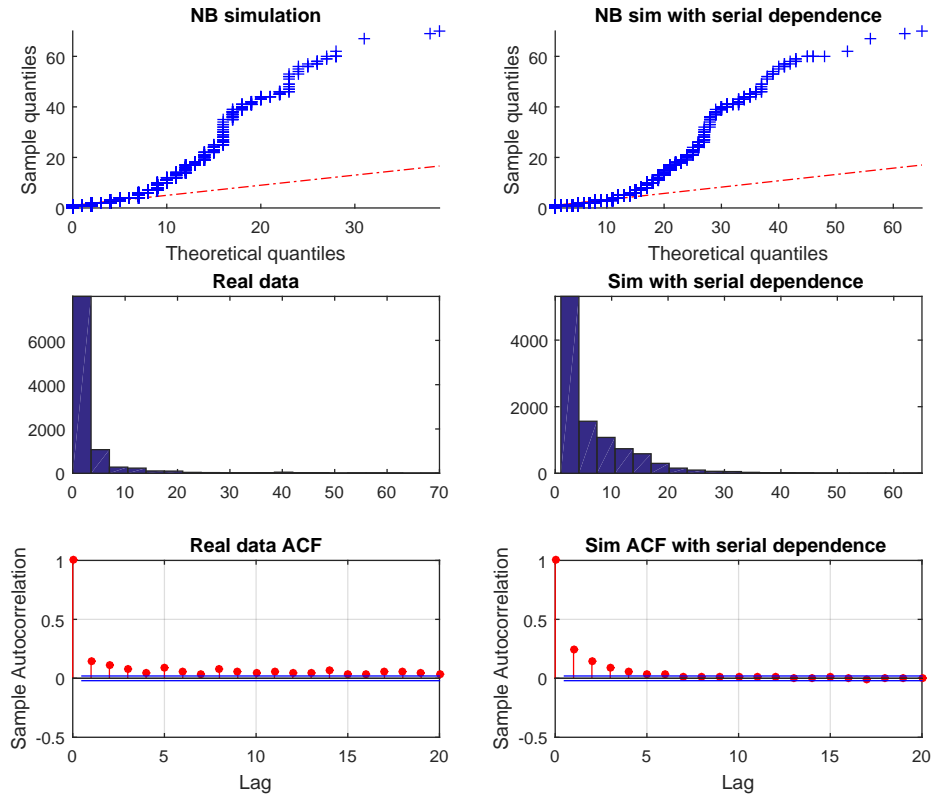 NB simulation
Sample quantiles
60
40
20
0
0 10 20 30
Theoretical quantiles
NB sim with serial dependence
Sample quantiles
60
40
20
0
10 20 30 40 50 60
Theoretical quantiles
Real data
6000
4000
2000
0
0 10 20 30 40 50 60 70
Sim with serial dependence
4000
2000
0
10 20 30 40 50 60
Real data ACF
Sample Autocorrelation
1
0.5
0
-0.5
0 5 10 15 20
Lag
Sim ACF with serial dependence
Sample Autocorrelation
1
0.5
0
-0.5
0 5 10 15 20
Lag